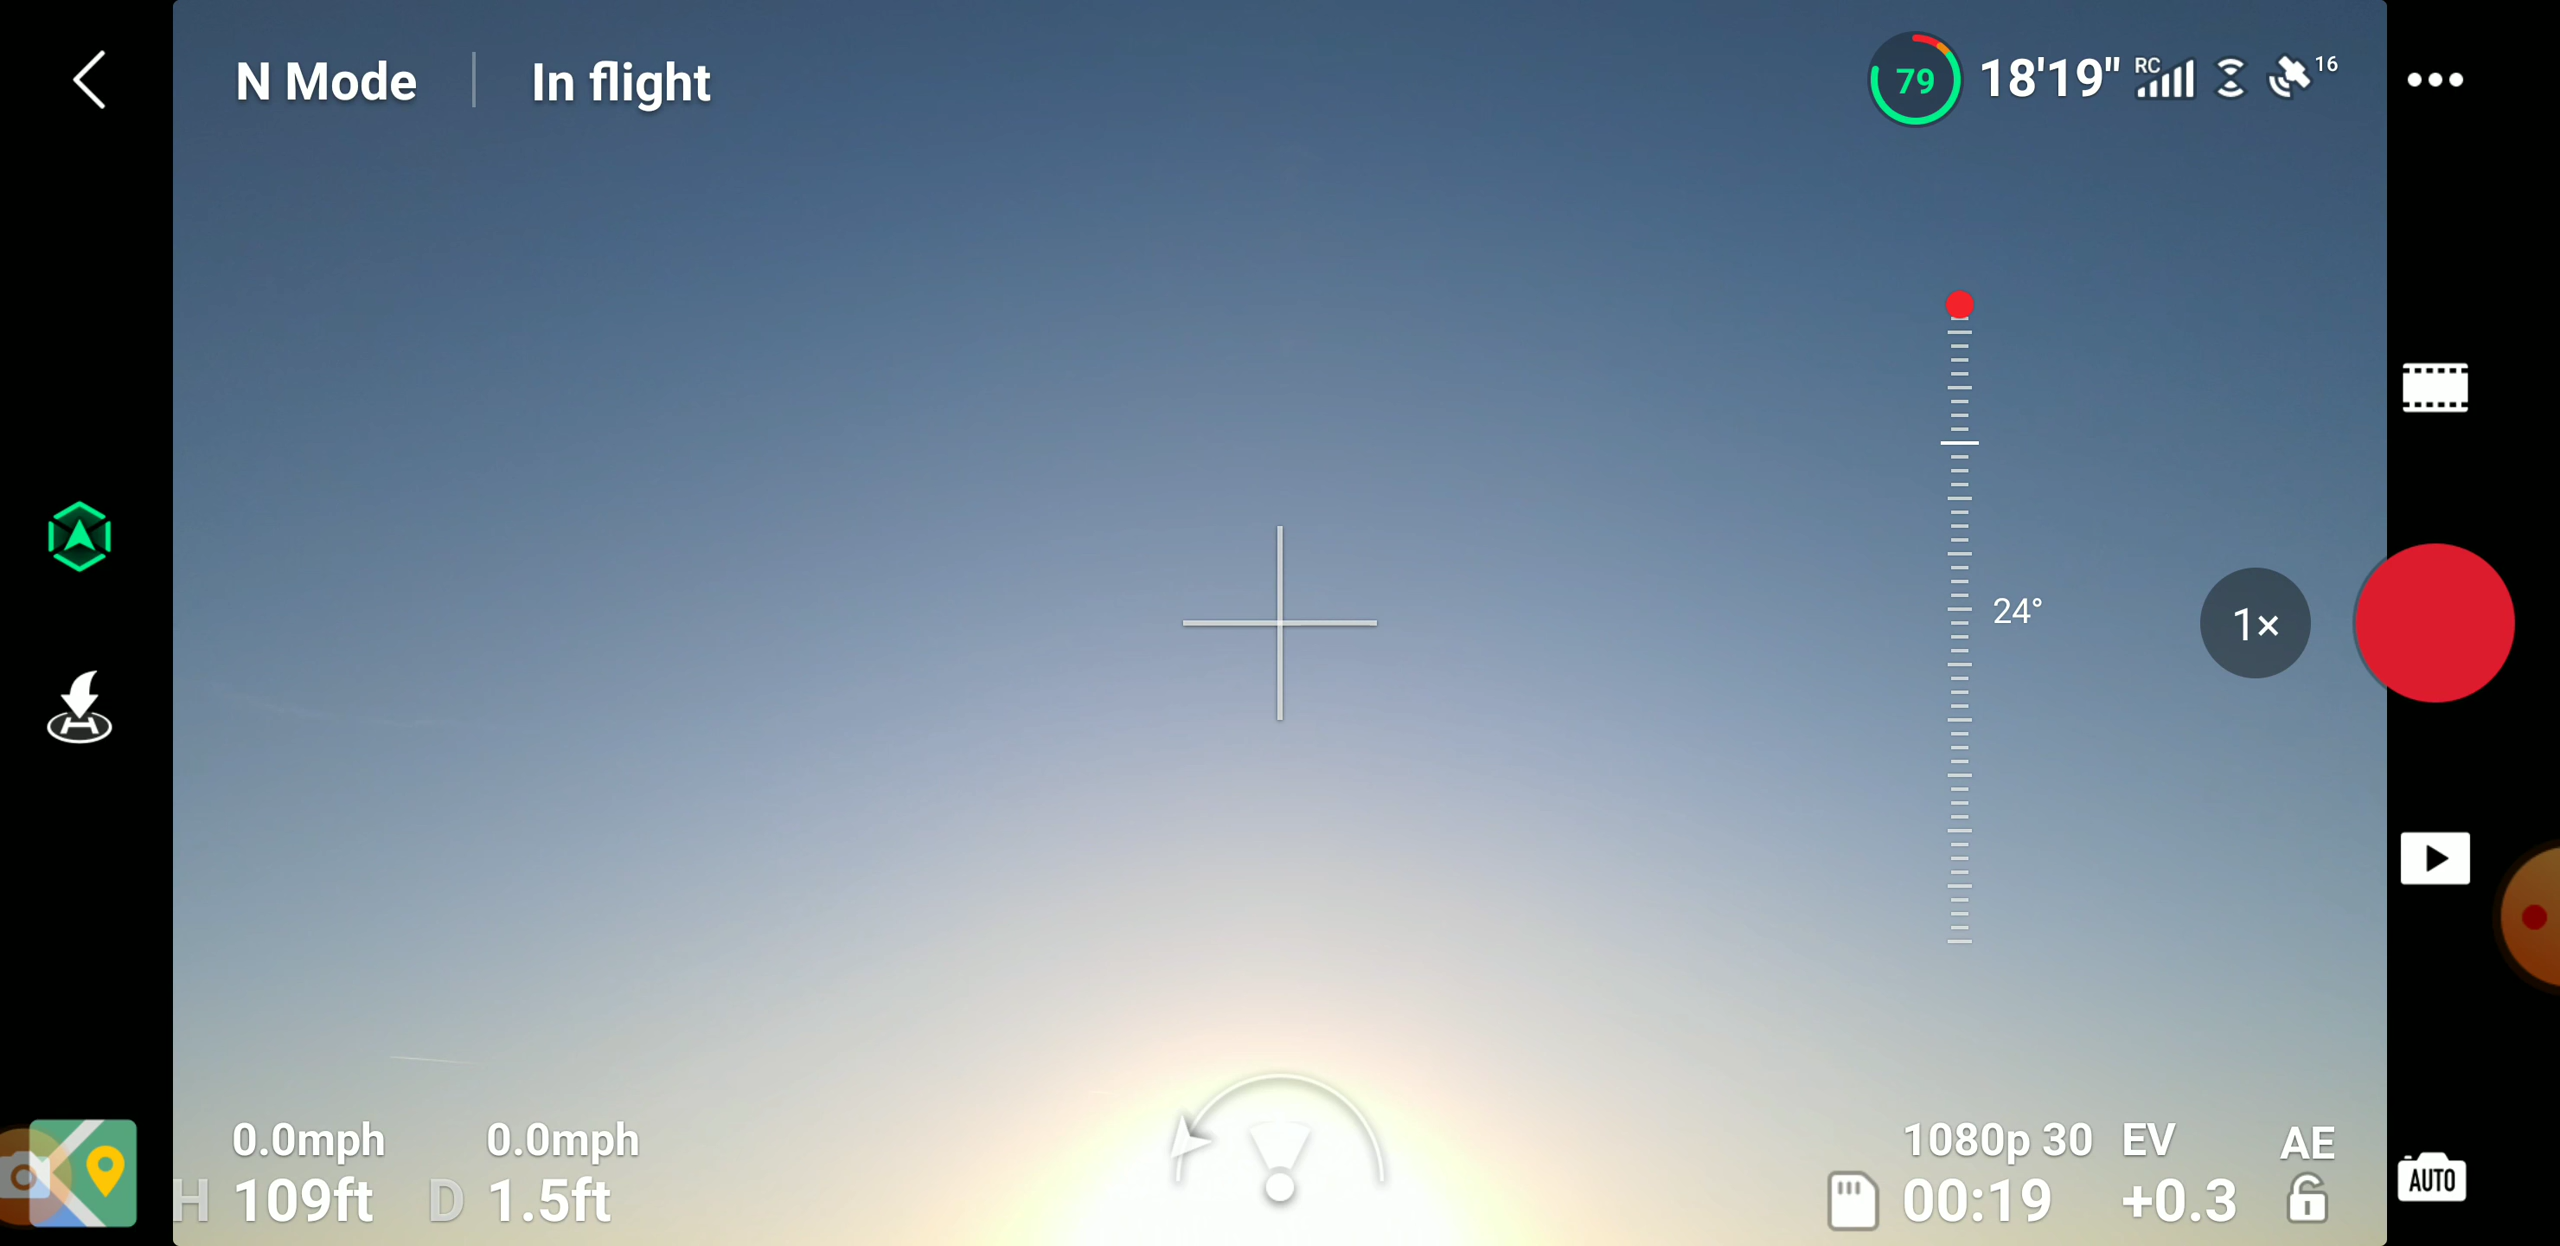 N Mode
In flight
79
18'19"
RC
16
24°
1×
0.0mph
0.0mph
H 109ft
D 1.5ft
1080p 30
EV
AE
00:19
+0.3
AUTO